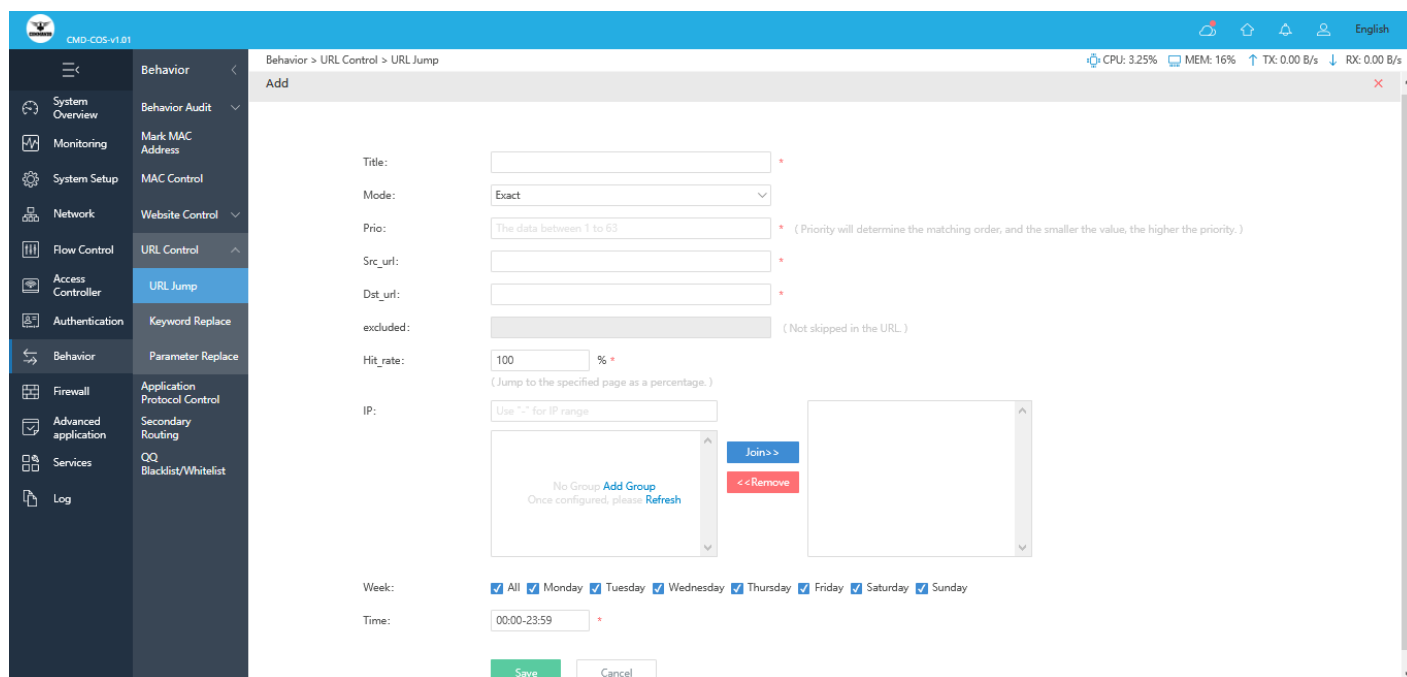 CMD-COS-v1.01
English
Behavior
Behavior > URL Control > URL Jump
CPU: 3.25% MEM: 16% TX: 0.00 B/s RX: 0.00 B/s
Add
System Overview
Monitoring
System Setup
Network
Flow Control
Access Controller
Authentication
Behavior
Firewall
Advanced application
Services
Log
Behavior Audit
Mark MAC Address
MAC Control
Website Control
URL Control
URL Jump
Keyword Replace
Parameter Replace
Application Protocol Control
Secondary Routing
QQ Blacklist/Whitelist
Title: *
Mode: Exact
Prio: The data between 1 to 63 * ( Priority will determine the matching order, and the smaller the value, the higher the priority. )
Src_url: *
Dst_url: *
excluded: ( Not skipped in the URL. )
Hit_rate: 100 % *
( Jump to the specified page as a percentage. )
IP: Use "-" for IP range
No Group Add Group
Once configured, please Refresh
Join>>
<<Remove
Week: All Monday Tuesday Wednesday Thursday Friday Saturday Sunday
Time: 00:00-23:59 *
Save Cancel